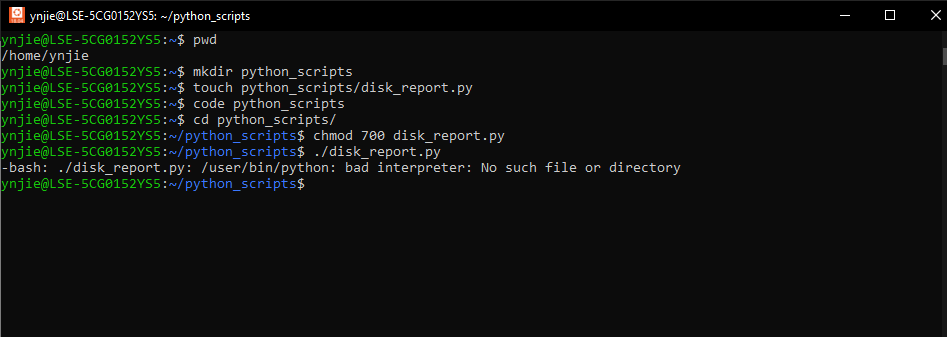 ynjie@LSE-5CG0152YS5: ~/python_scripts
ynjie@LSE-5CG0152YS5:~$ pwd
/home/ynjie
ynjie@LSE-5CG0152YS5:~$ mkdir python_scripts
ynjie@LSE-5CG0152YS5:~$ touch python_scripts/disk_report.py
ynjie@LSE-5CG0152YS5:~$ code python_scripts
ynjie@LSE-5CG0152YS5:~$ cd python_scripts/
ynjie@LSE-5CG0152YS5:~/python_scripts$ chmod 700 disk_report.py
ynjie@LSE-5CG0152YS5:~/python_scripts$ ./disk_report.py
-bash: ./disk_report.py: /user/bin/python: bad interpreter: No such file or directory
ynjie@LSE-5CG0152YS5:~/python_scripts$